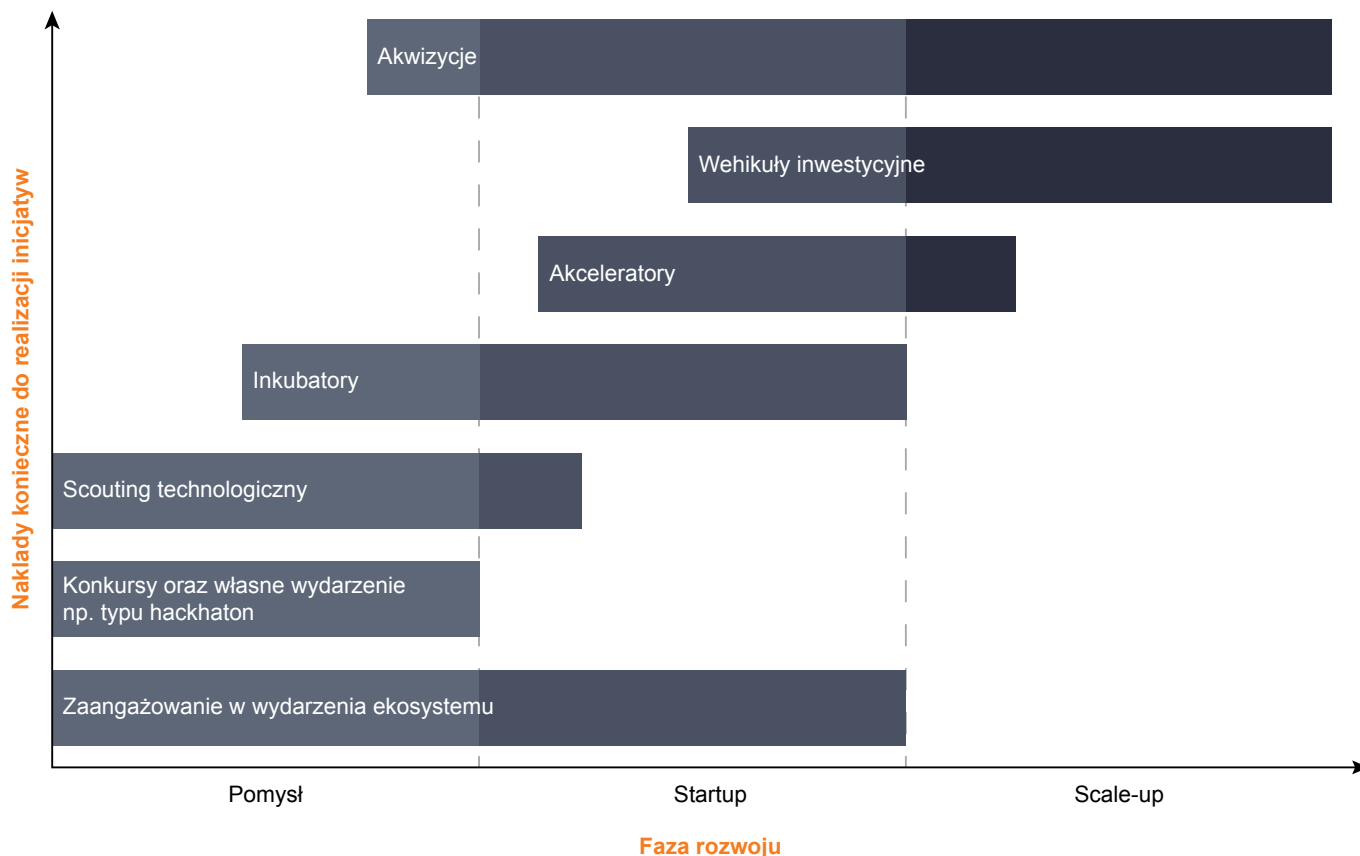 Nakłady konieczne do realizacji inicjatyw
Akwizycje
Wehikuły inwestycyjne
Akceleratory
Inkubatory
Scouting technologiczny
Konkursy oraz własne wydarzenie
np. typu hackhaton
Zaangażowanie w wydarzenia ekosystemu
Pomysł
Startup
Scale-up
Faza rozwoju